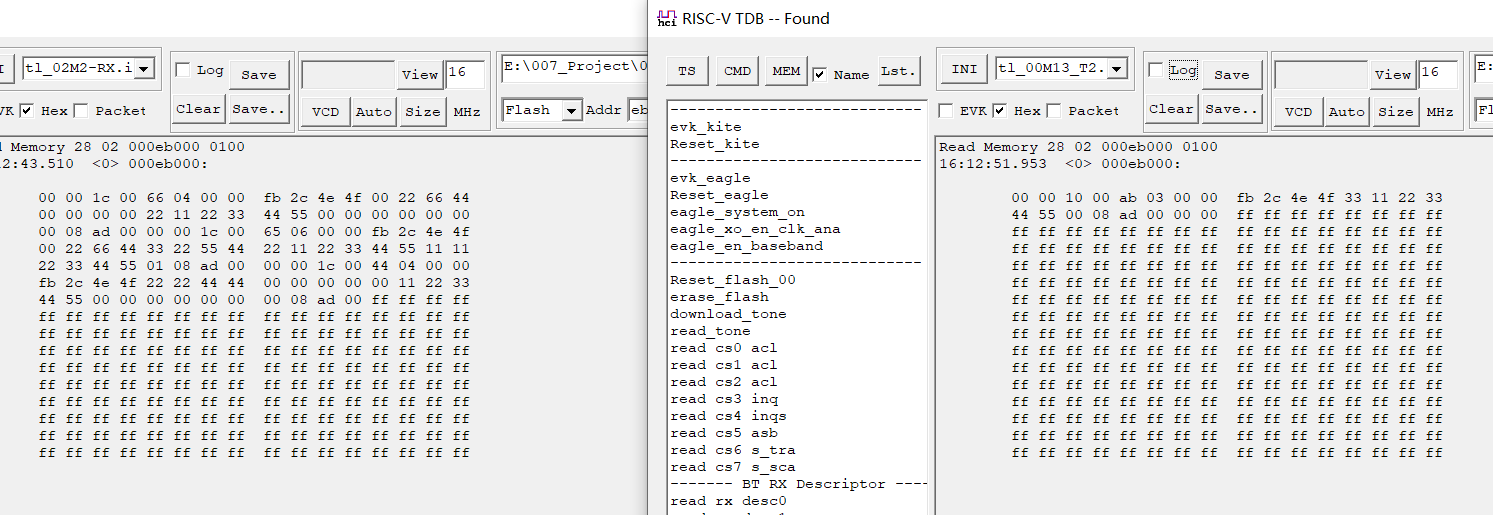 I
tl_02M2-RX.i
Log
Save
View
16
E:\007_Project\0
VK
Hex
Packet
Clear
Save..
VCD
Auto
Size
MHz
Flash
Addr
eb
d Memory 28 02 000eb000 0100
12:43.510 <0> 000eb000:
00 00 1c 00 66 04 00 00 fb 2c 4e 4f 00 22 66 44
00 00 00 00 22 11 22 33 44 55 00 00 00 00 00 00
00 08 ad 00 00 00 1c 00 65 06 00 00 fb 2c 4e 4f
00 22 66 44 33 22 55 44 22 11 22 33 44 55 11 11
22 33 44 55 01 08 ad 00 00 00 1c 00 44 04 00 00
fb 2c 4e 4f 22 22 44 44 00 00 00 00 00 11 22 33
44 55 00 00 00 00 00 00 00 08 ad 00 ff ff ff ff
ff ff ff ff ff ff ff ff ff ff ff ff ff ff ff ff
ff ff ff ff ff ff ff ff ff ff ff ff ff ff ff ff
ff ff ff ff ff ff ff ff ff ff ff ff ff ff ff ff
ff ff ff ff ff ff ff ff ff ff ff ff ff ff ff ff
ff ff ff ff ff ff ff ff ff ff ff ff ff ff ff ff
ff ff ff ff ff ff ff ff ff ff ff ff ff ff ff ff
ff ff ff ff ff ff ff ff ff ff ff ff ff ff ff ff
ff ff ff ff ff ff ff ff ff ff ff ff ff ff ff ff
ff ff ff ff ff ff ff ff ff ff ff ff ff ff ff ff
hci RISC-V TDB -- Found
TS
CMD
MEM
Name
Lst.
INI
tl_00M13_T2.
Log
Save
View
16
E:
EVK
Hex
Packet
Clear
Save..
VCD
Auto
Size
MHz
Fl
----------------------------
evk_kite
Reset_kite
----------------------------
evk_eagle
Reset_eagle
eagle_system_on
eagle_xo_en_clk_ana
eagle_en_baseband
----------------------------
Reset_flash_00
erase_flash
download_tone
read_tone
read cs0 acl
read cs1 acl
read cs2 acl
read cs3 inq
read cs4 inqs
read cs5 asb
read cs6 s_tra
read cs7 s_sca
------- BT RX Descriptor ----
read rx desc0
Read Memory 28 02 000eb000 0100
16:12:51.953 <0> 000eb000:
00 00 10 00 ab 03 00 00 fb 2c 4e 4f 33 11 22 33
44 55 00 08 ad 00 00 00 ff ff ff ff ff ff ff ff
ff ff ff ff ff ff ff ff ff ff ff ff ff ff ff ff
ff ff ff ff ff ff ff ff ff ff ff ff ff ff ff ff
ff ff ff ff ff ff ff ff ff ff ff ff ff ff ff ff
ff ff ff ff ff ff ff ff ff ff ff ff ff ff ff ff
ff ff ff ff ff ff ff ff ff ff ff ff ff ff ff ff
ff ff ff ff ff ff ff ff ff ff ff ff ff ff ff ff
ff ff ff ff ff ff ff ff ff ff ff ff ff ff ff ff
ff ff ff ff ff ff ff ff ff ff ff ff ff ff ff ff
ff ff ff ff ff ff ff ff ff ff ff ff ff ff ff ff
ff ff ff ff ff ff ff ff ff ff ff ff ff ff ff ff
ff ff ff ff ff ff ff ff ff ff ff ff ff ff ff ff
ff ff ff ff ff ff ff ff ff ff ff ff ff ff ff ff
ff ff ff ff ff ff ff ff ff ff ff ff ff ff ff ff
ff ff ff ff ff ff ff ff ff ff ff ff ff ff ff ff